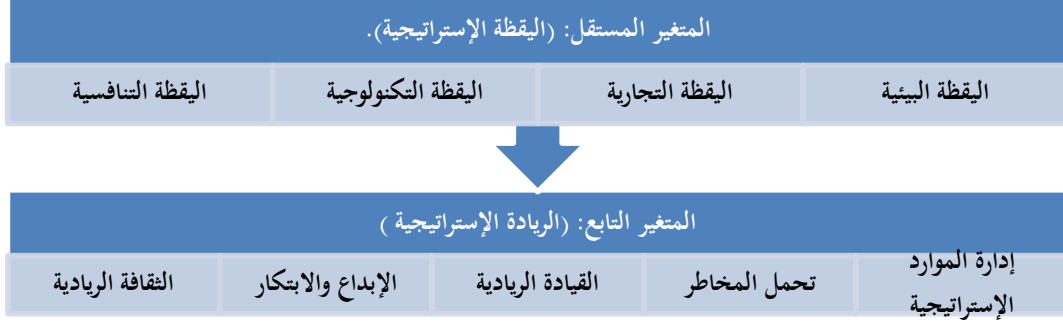 المتغير المستقل: (اليقظة الإستراتيجية).
اليقظة البيئية
اليقظة التجارية
اليقظة التكنولوجية
اليقظة التنافسية
المتغير التابع: (الريادة الإستراتيجية )
إدارة الموارد
الإستراتيجية
تحمل المخاطر
القيادة الريادية
الإبداع والابتكار
الثقافة الريادية